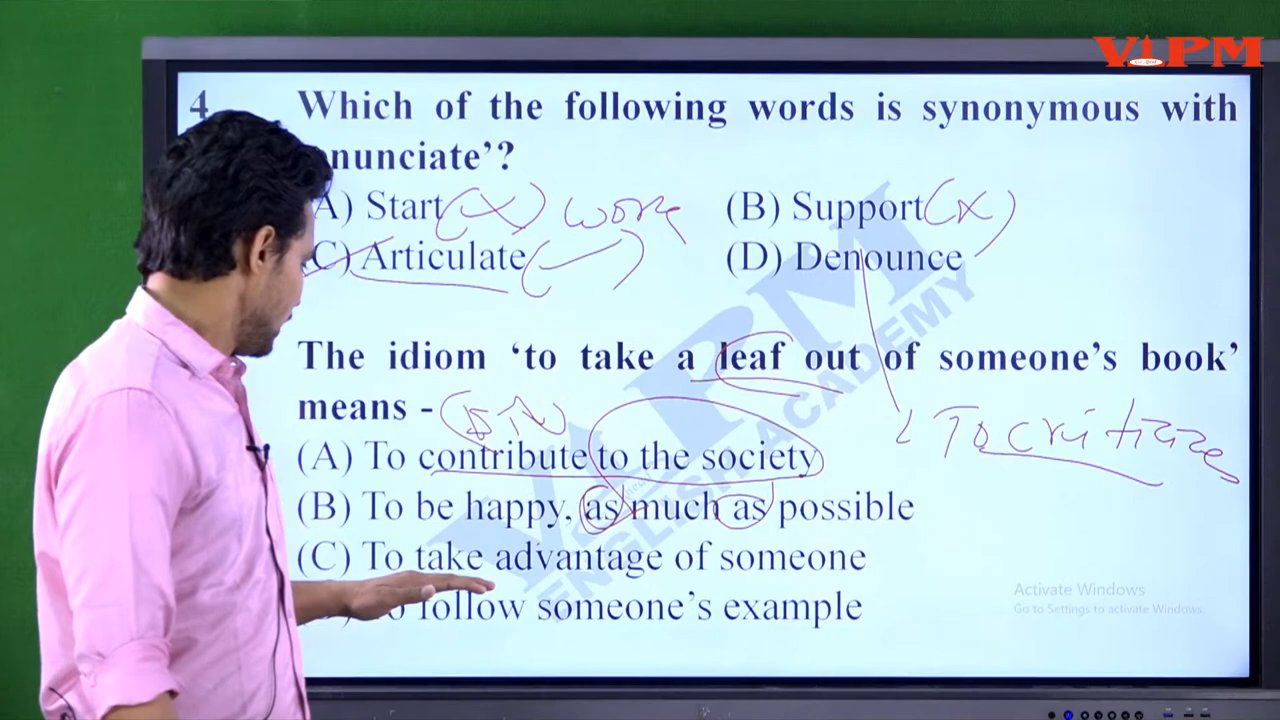 VIPM
4
Which of the following words is synonymous with
nunciate’?
A) Start (X) work
(B) Support (X)
C) Articulate
(D) Denounce
The idiom ‘to take a leaf out of someone’s book’
means -
(A) To contribute to the society
To criticize
(B) To be happy, as much as possible
(C) To take advantage of someone
follow someone’s example
ENGLISH ACADEMY
Activate Windows
Go to Settings to activate Windows.